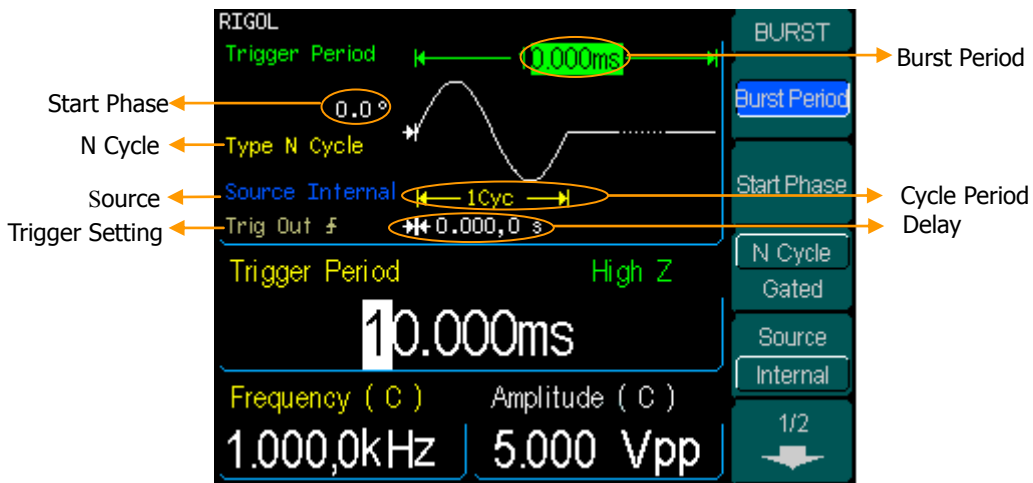 RIGOL
Trigger Period
10.000ms
0.0°
Type N Cycle
Source Internal
1Cyc
Trig Out
0.000,0 s
Trigger Period
High Z
10.000ms
Frequency ( C )
Amplitude ( C )
1.000,0kHz
5.000 Vpp
BURST
Burst Period
Start Phase
N Cycle
Gated
Source
Internal
1/2
Start Phase
N Cycle
Source
Trigger Setting
Burst Period
Cycle Period
Delay